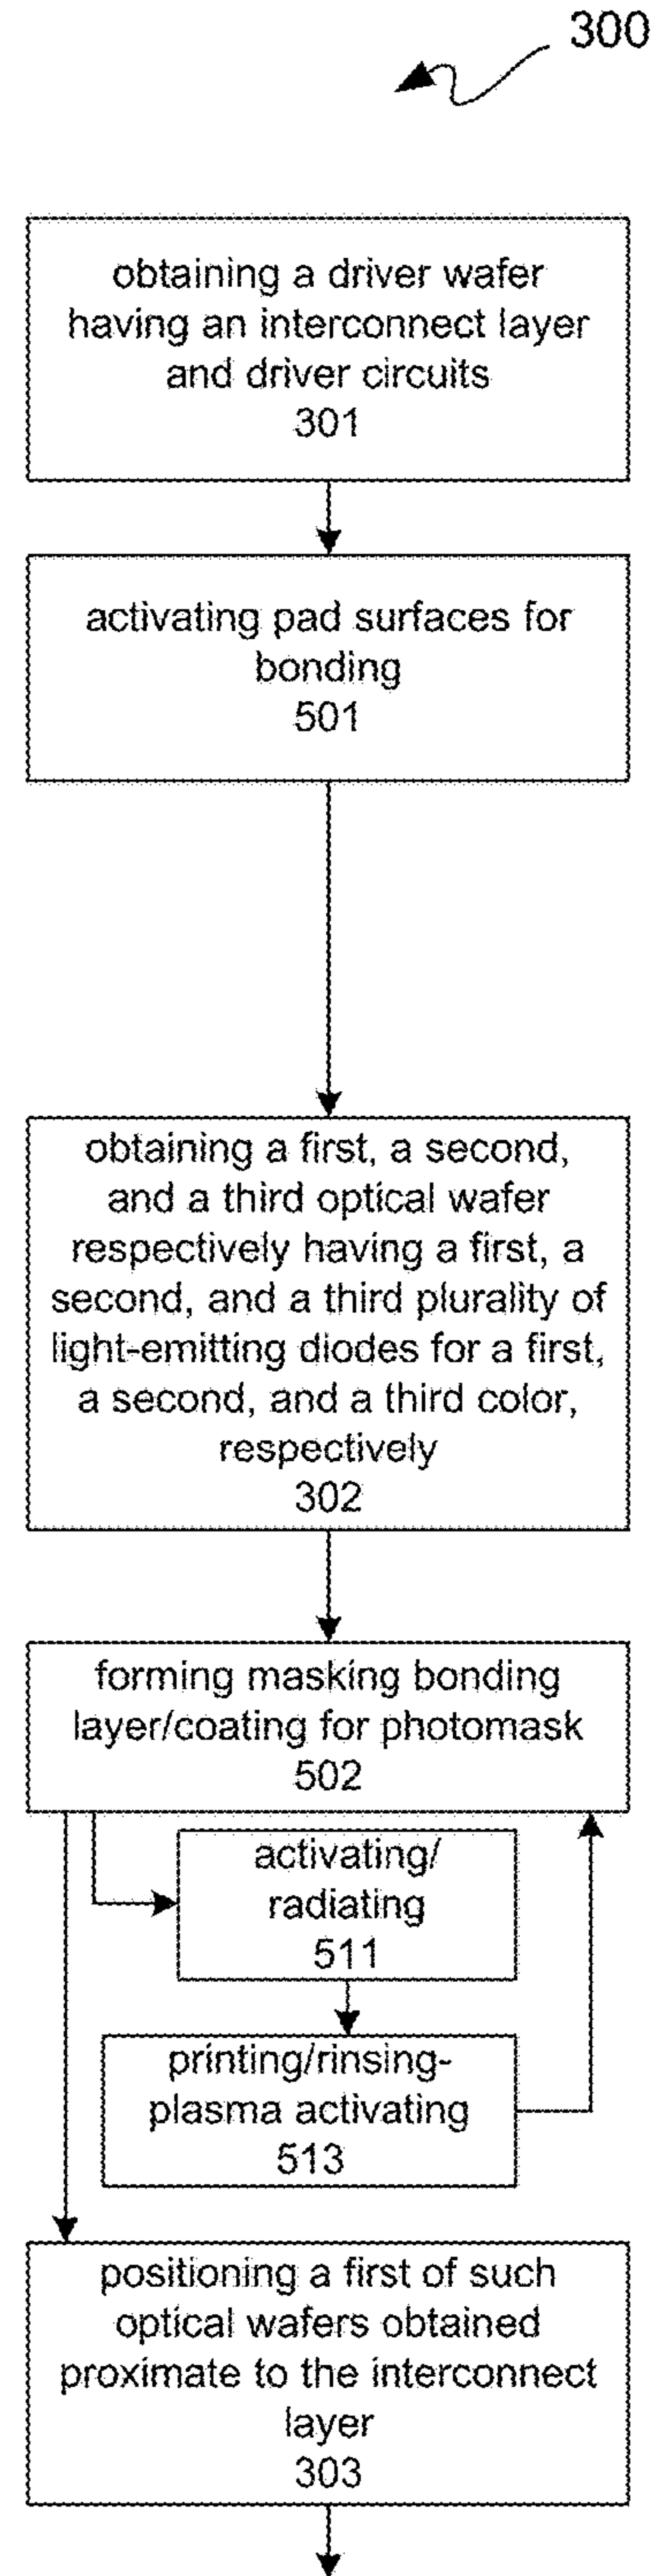 300
obtaining a driver wafer
having an interconnect layer
and driver circuits
301
activating pad surfaces for
bonding
501
obtaining a first, a second,
and a third optical wafer
respectively having a first, a
second, and a third plurality of
light-emitting diodes for a first,
a second, and a third color,
respectively
302
forming masking bonding
layer/coating for photomask
502
activating/
radiating
511
printing/rinsing-
plasma activating
513
positioning a first of such
optical wafers obtained
proximate to the interconnect
layer
303